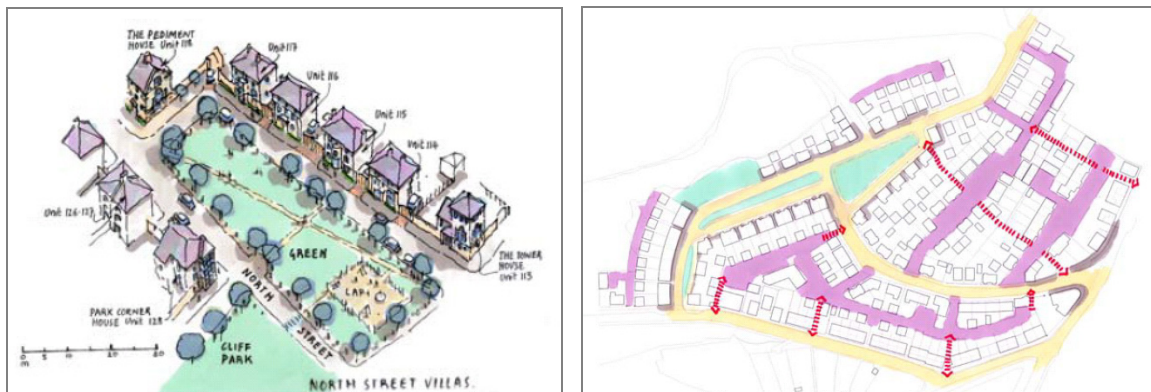 THE PEDIMENT
HOUSE Unit 118
Unit 117
Unit 116
Unit 115
Unit 114
Unit 126-127
THE TOWER
HOUSE
Unit 113
GREEN
LAP
NORTH
STREET
PARK CORNER
HOUSE Unit 128
CLIFF
PARK
0 5 10 20 30
m
NORTH STREET VILLAS.